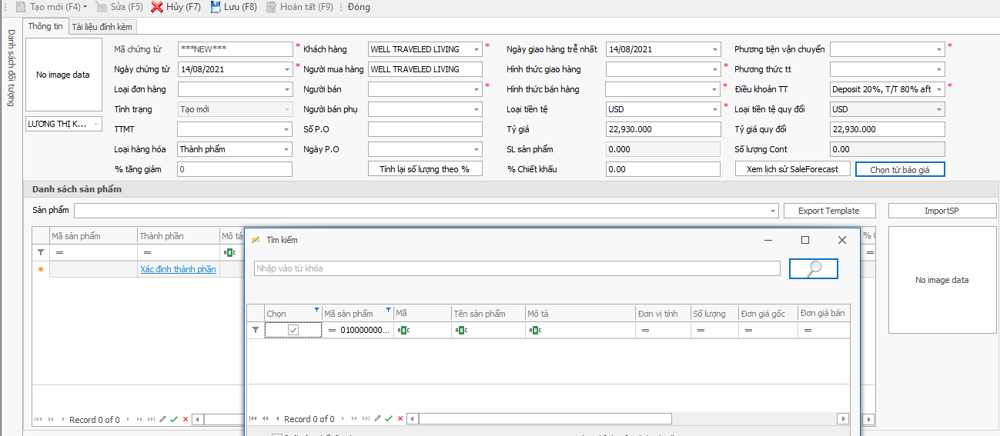 Tạo mới (F4) Sửa (F5) Hủy (F7) Lưu (F8) Hoàn tất (F9) Đóng
Danh sách đối tượng
Thông tin Tài liệu đính kèm
No image data
LƯƠNG THỊ K...
Mã chứng từ ***NEW*** * Khách hàng WELL TRAVELED LIVING * Ngày giao hàng trễ nhất 14/08/2021 Phương tiện vận chuyển *
Ngày chứng từ 14/08/2021 * Người mua hàng WELL TRAVELED LIVING Hình thức giao hàng * Phương thức tt
Loại đơn hàng Người bán * Hình thức bán hàng * Điều khoản TT Deposit 20%, T/T 80% aft *
Tình trạng Tạo mới Người bán phụ Loại tiền tệ USD * Loại tiền tệ quy đổi USD
TTMT Số P.O Tỷ giá 22,930.000 Tỷ giá quy đổi 22,930.000
Loại hàng hóa Thành phẩm Ngày P.O SL sản phẩm 0.000 Số lượng Cont 0.00
% tăng giảm 0 Tính lại số lượng theo % % Chiết khấu 0.00 Xem lịch sử SaleForecast Chọn từ báo giá
Danh sách sản phẩm
Sản phẩm Export Template ImportSP
Mã sản phẩm Thành phần Mô tả
= = ABC
Xác định thành phần
Record 0 of 0
Tìm kiếm
Nhập vào từ khóa
Chọn Mã sản phẩm Mã Tên sản phẩm Mô tả Đơn vị tính Số lượng Đơn giá gốc Đơn giá bán
= 010000000... ABC ABC ABC = = = =
Record 0 of 0
=
No image data